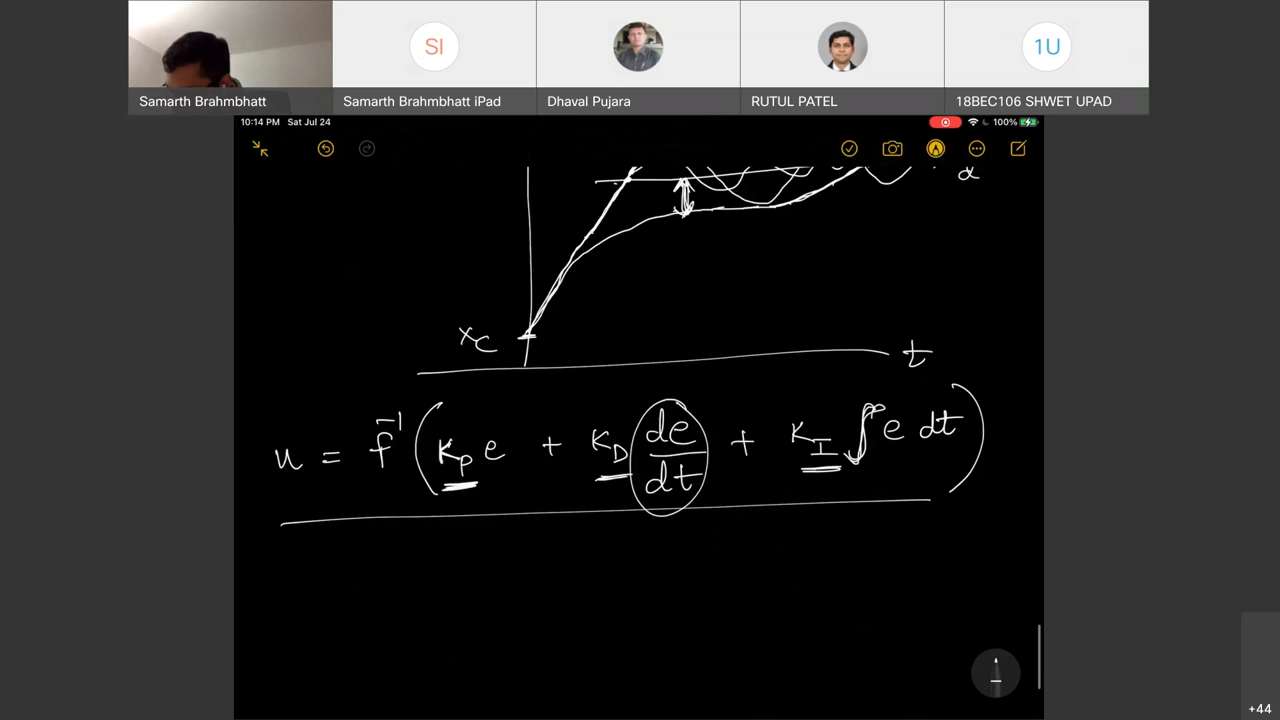 SI
1U
Samarth Brahmbhatt
Samarth Brahmbhatt iPad
Dhaval Pujara
RUTUL PATEL
18BEC106 SHWET UPAD
10:14 PM Sat Jul 24
100%
d
x_C
t
u = f⁻¹ (K_P e + K_D de/dt + K_I ∫ e dt)
+44